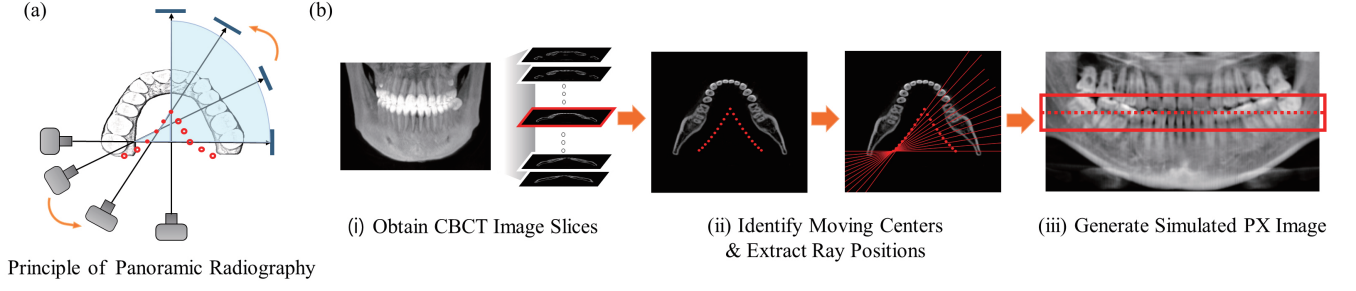 (a)
(b)
(i) Obtain CBCT Image Slices
(ii) Identify Moving Centers
& Extract Ray Positions
(iii) Generate Simulated PX Image
Principle of Panoramic Radiography